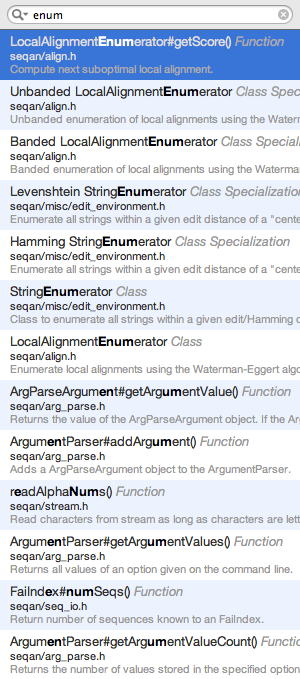 enum
LocalAlignmentEnumerator#getScore() Function
seqan/align.h
Compute next suboptimal local alignment.
Unbanded LocalAlignmentEnumerator Class Speci
seqan/align.h
Unbanded enumeration of local alignments using the Waterm
Banded LocalAlignmentEnumerator Class Specia
seqan/align.h
Banded enumeration of local alignments using the Waterma
Levenshtein StringEnumerator Class Specialization
seqan/misc/edit_environment.h
Enumerate all strings within a given edit distance of a "cente
Hamming StringEnumerator Class Specialization
seqan/misc/edit_environment.h
Enumerate all strings within a given edit distance of a "cente
StringEnumerator Class
seqan/misc/edit_environment.h
Class to enumerate all strings within a given edit/Hamming d
LocalAlignmentEnumerator Class
seqan/align.h
Enumerate local alignments using the Waterman-Eggert algo
ArgParseArgument#getArgumentValue() Function
seqan/arg_parse.h
Returns the value of the ArgParseArgument object. If the Ar
ArgumentParser#addArgument() Function
seqan/arg_parse.h
Adds a ArgParseArgument object to the ArgumentParser.
readAlphaNums() Function
seqan/stream.h
Read characters from stream as long as characters are lett
ArgumentParser#getArgumentValues() Function
seqan/arg_parse.h
Returns all values of an option given on the command line.
FaiIndex#numSeqs() Function
seqan/seq_io.h
Return number of sequences known to an FaiIndex.
ArgumentParser#getArgumentValueCount() Function
seqan/arg_parse.h
Returns the number of values stored in the specified option